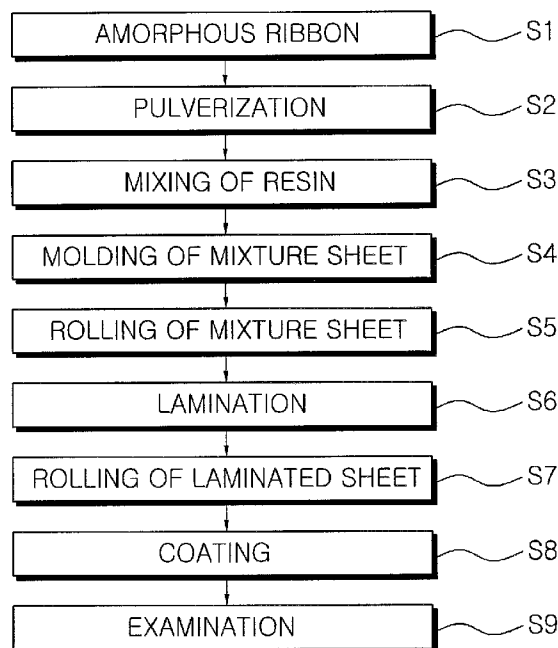 AMORPHOUS RIBBON S1
PULVERIZATION S2
MIXING OF RESIN S3
MOLDING OF MIXTURE SHEET S4
ROLLING OF MIXTURE SHEET S5
LAMINATION S6
ROLLING OF LAMINATED SHEET S7
COATING S8
EXAMINATION S9